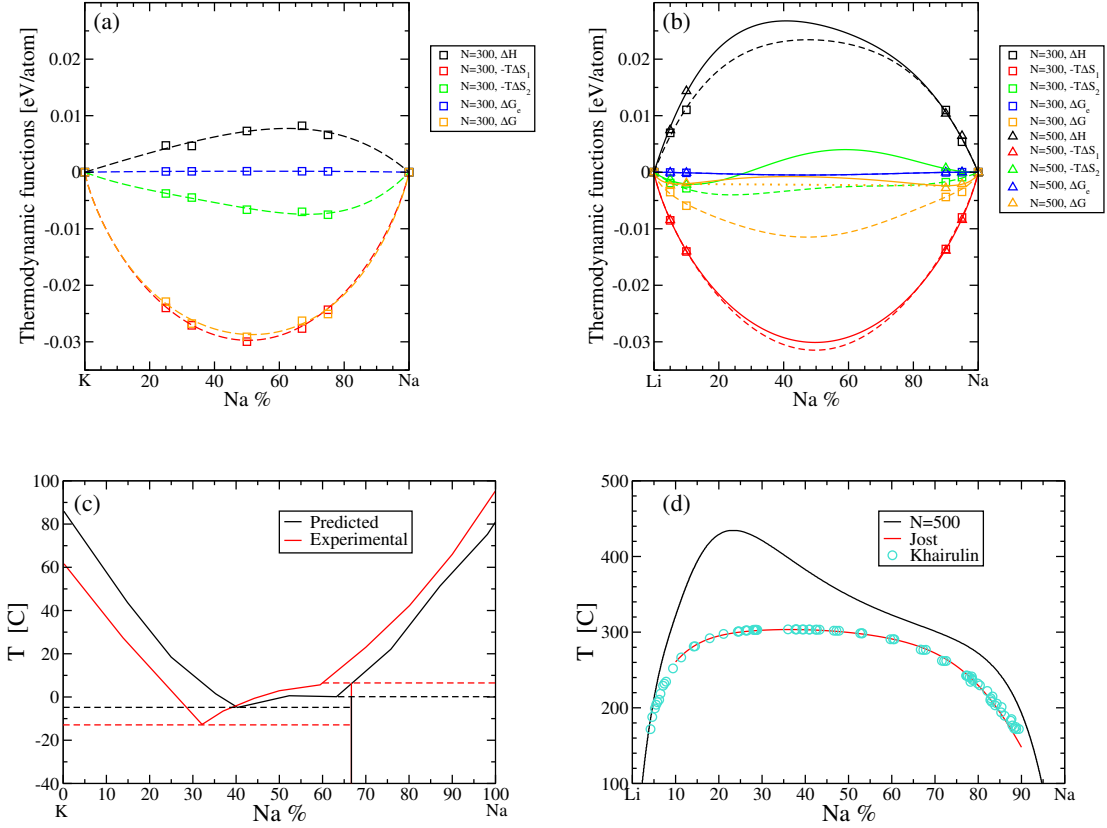 (a)
Thermodynamic functions [eV/atom]
0.02
0.01
0
-0.01
-0.02
-0.03
K
20
40
60
80
Na
Na %
N=300, ΔH
N=300, -TΔS1
N=300, -TΔS2
N=300, ΔGe
N=300, ΔG
(b)
Thermodynamic functions [eV/atom]
0.02
0.01
0
-0.01
-0.02
-0.03
Li
20
40
60
80
Na
Na %
N=300, ΔH
N=300, -TΔS1
N=300, -TΔS2
N=300, ΔGe
N=300, ΔG
N=500, ΔH
N=500, -TΔS1
N=500, -TΔS2
N=500, ΔGe
N=500, ΔG
(c)
T [C]
100
80
60
40
20
0
-20
-40
0
10
20
30
40
50
60
70
80
90
100
K
Na
Na %
Predicted
Experimental
(d)
T [C]
500
400
300
200
100
Li
10
20
30
40
50
60
70
80
90
Na
Na %
N=500
Jost
Khairulin